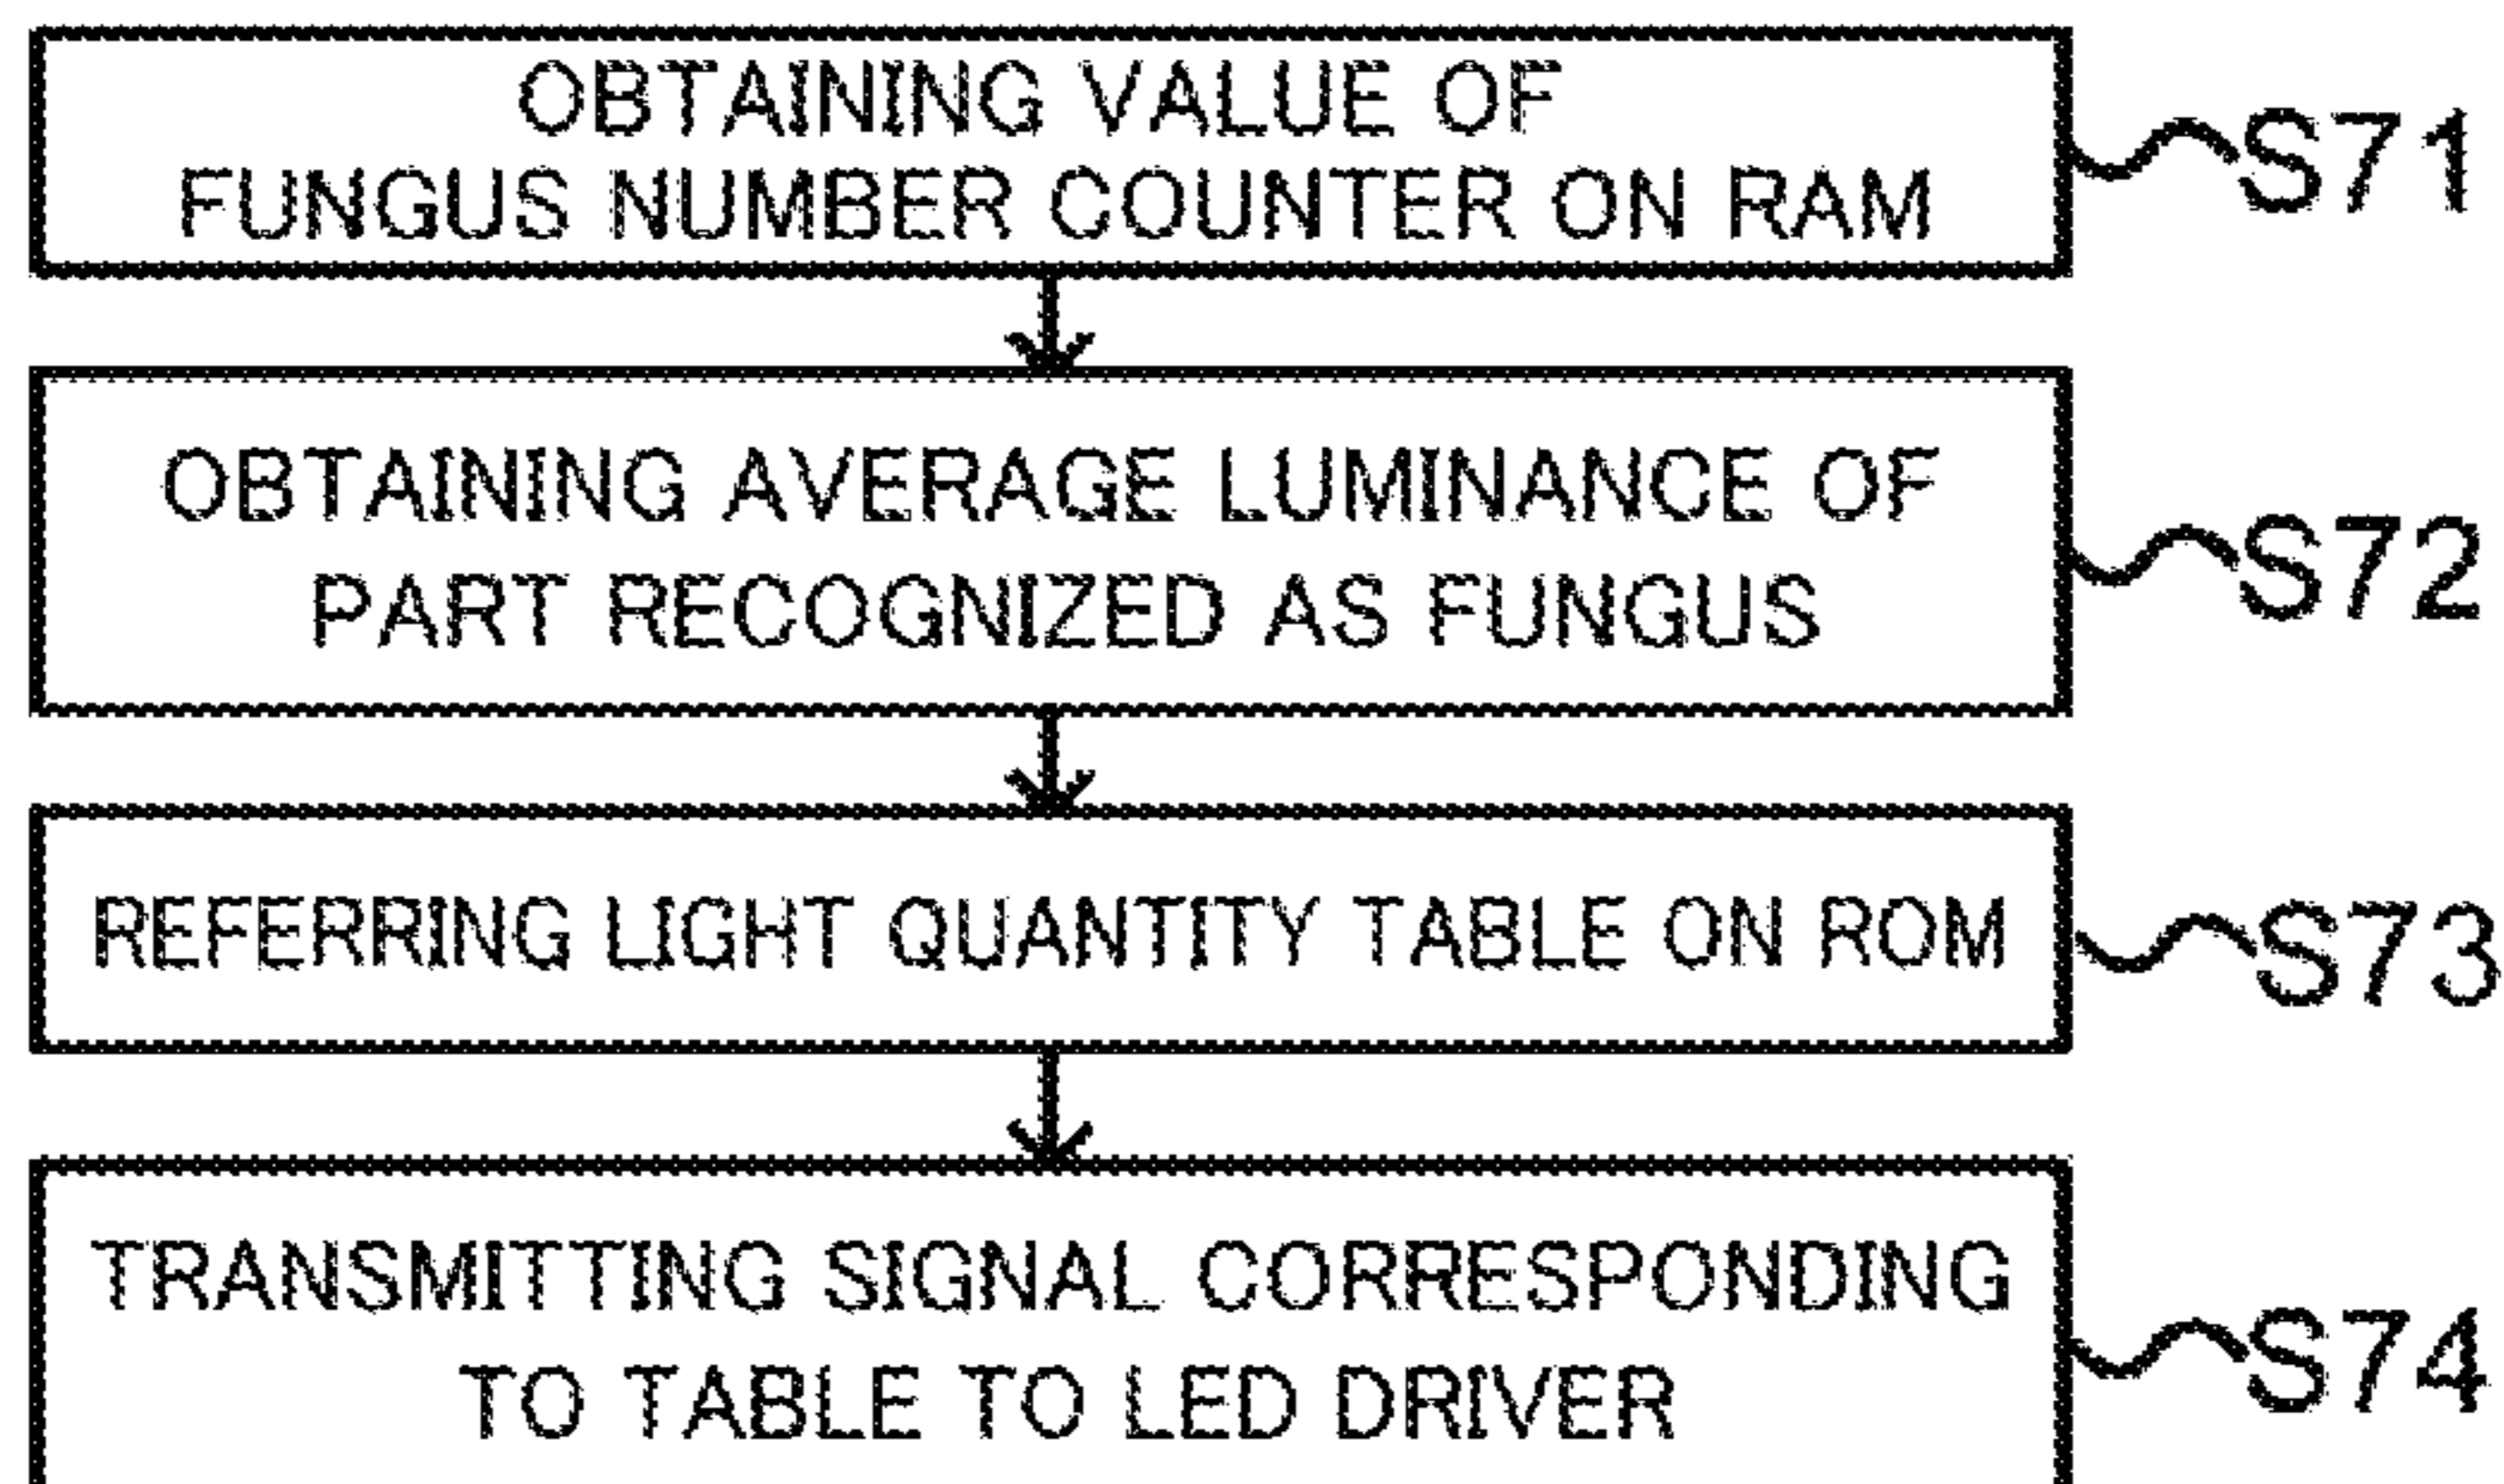 OBTAINING VALUE OF
FUNGUS NUMBER COUNTER ON RAM
S71
OBTAINING AVERAGE LUMINANCE OF
PART RECOGNIZED AS FUNGUS
S72
REFERRING LIGHT QUANTITY TABLE ON ROM
S73
TRANSMITTING SIGNAL CORRESPONDING
TO TABLE TO LED DRIVER
S74